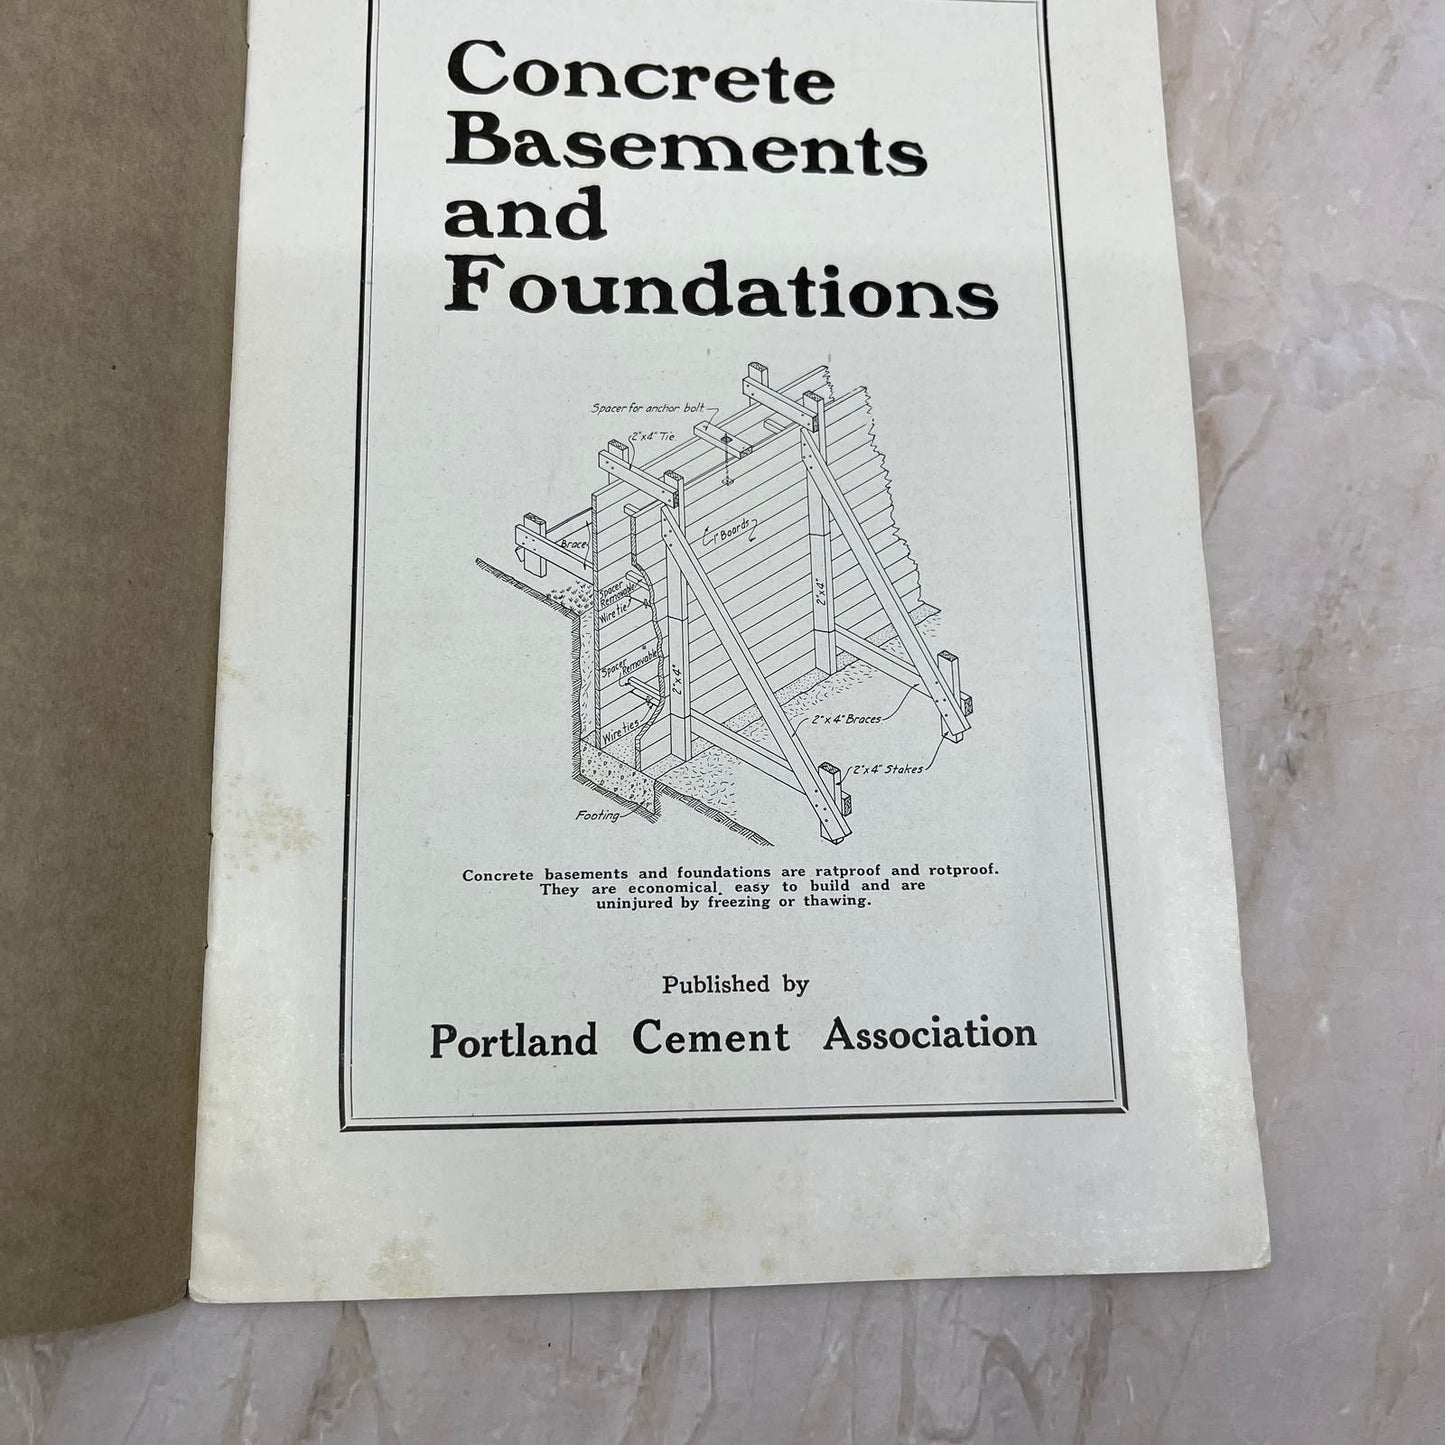 Concrete
Basements
and
Foundations
Spacer for anchor bolt
2"x4" Tie
Brace
1" Boards
Spacer
Removable
Wire tie
2"x4"
Spacer
Removable
2"x4"
Wire ties
2"x4" Braces
2"x4" Stakes
Footing
Concrete basements and foundations are ratproof and rotproof.
They are economical, easy to build and are
uninjured by freezing or thawing.
Published by
Portland Cement Association